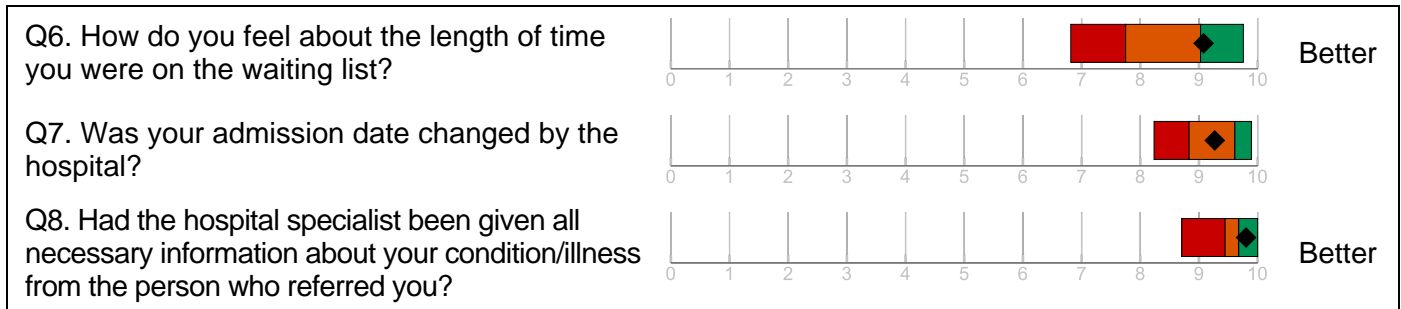 Q6. How do you feel about the length of time
you were on the waiting list?
0 1 2 3 4 5 6 7 8 9 10
Better
Q7. Was your admission date changed by the
hospital?
0 1 2 3 4 5 6 7 8 9 10
Q8. Had the hospital specialist been given all
necessary information about your condition/illness
from the person who referred you?
0 1 2 3 4 5 6 7 8 9 10
Better